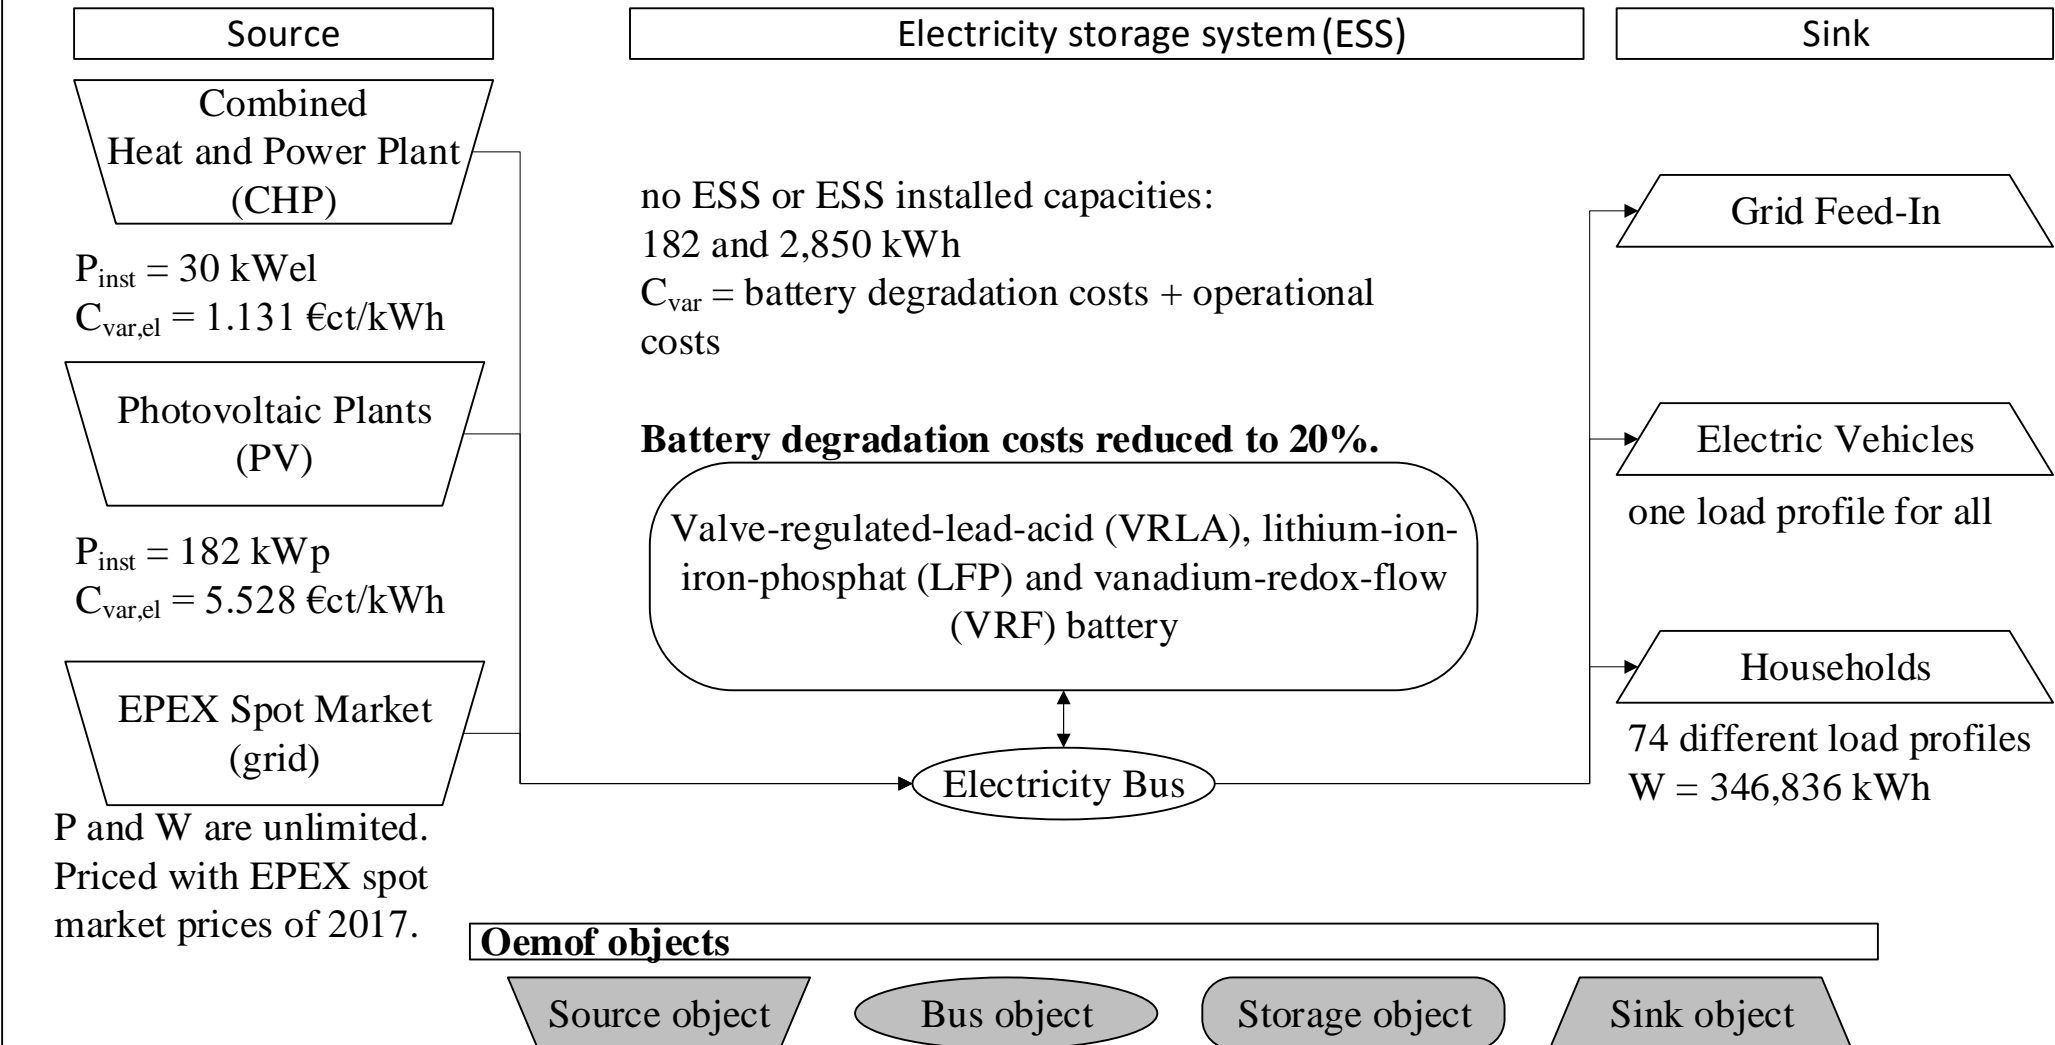 Source
Electricity storage system (ESS)
Sink
Combined
Heat and Power Plant
(CHP)
P_inst = 30 kWel
C_var,el = 1.131 €ct/kWh
Photovoltaic Plants
(PV)
P_inst = 182 kWp
C_var,el = 5.528 €ct/kWh
EPEX Spot Market
(grid)
P and W are unlimited.
Priced with EPEX spot
market prices of 2017.
no ESS or ESS installed capacities:
182 and 2,850 kWh
C_var = battery degradation costs + operational
costs
Battery degradation costs reduced to 20%.
Valve-regulated-lead-acid (VRLA), lithium-ion-
iron-phosphat (LFP) and vanadium-redox-flow
(VRF) battery
Electricity Bus
Grid Feed-In
Electric Vehicles
one load profile for all
Households
74 different load profiles
W = 346,836 kWh
Oemof objects
Source object
Bus object
Storage object
Sink object